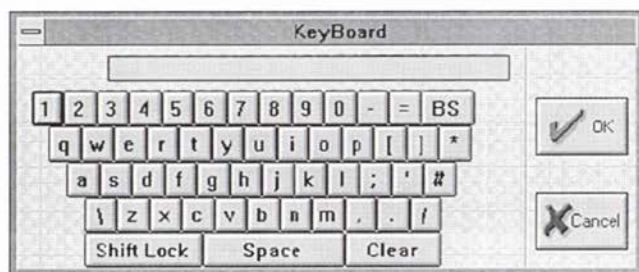 KeyBoard
1 2 3 4 5 6 7 8 9 0 - = BS
q w e r t y u i o p [ ] *
OK
a s d f g h j k l ; ' #
\ z x c v b n m , . /
Cancel
Shift Lock Space Clear